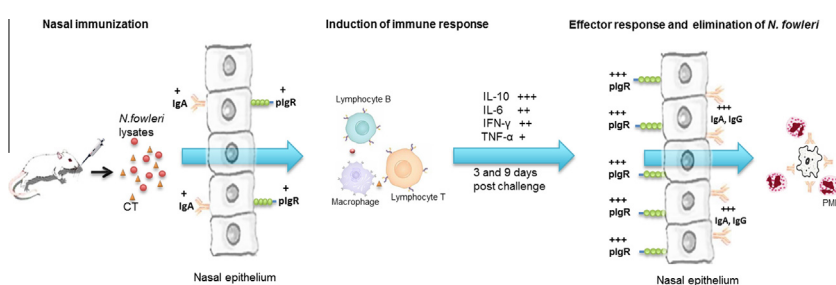 Nasal immunization
N.fowleri
lysates
CT
+
IgA
+
pIgR
+
IgA
+
pIgR
Nasal epithelium
Induction of immune response
Lymphocyte B
Macrophage
Lymphocyte T
IL-10 +++
IL-6 ++
IFN-γ ++
TNF-α +
3 and 9 days
post challenge
Effector response and elimination of N. fowleri
+++
pIgR
+++
pIgR
+++
pIgR
+++
pIgR
+++
pIgR
+++
IgA, IgG
+++
IgA, IgG
Nasal epithelium